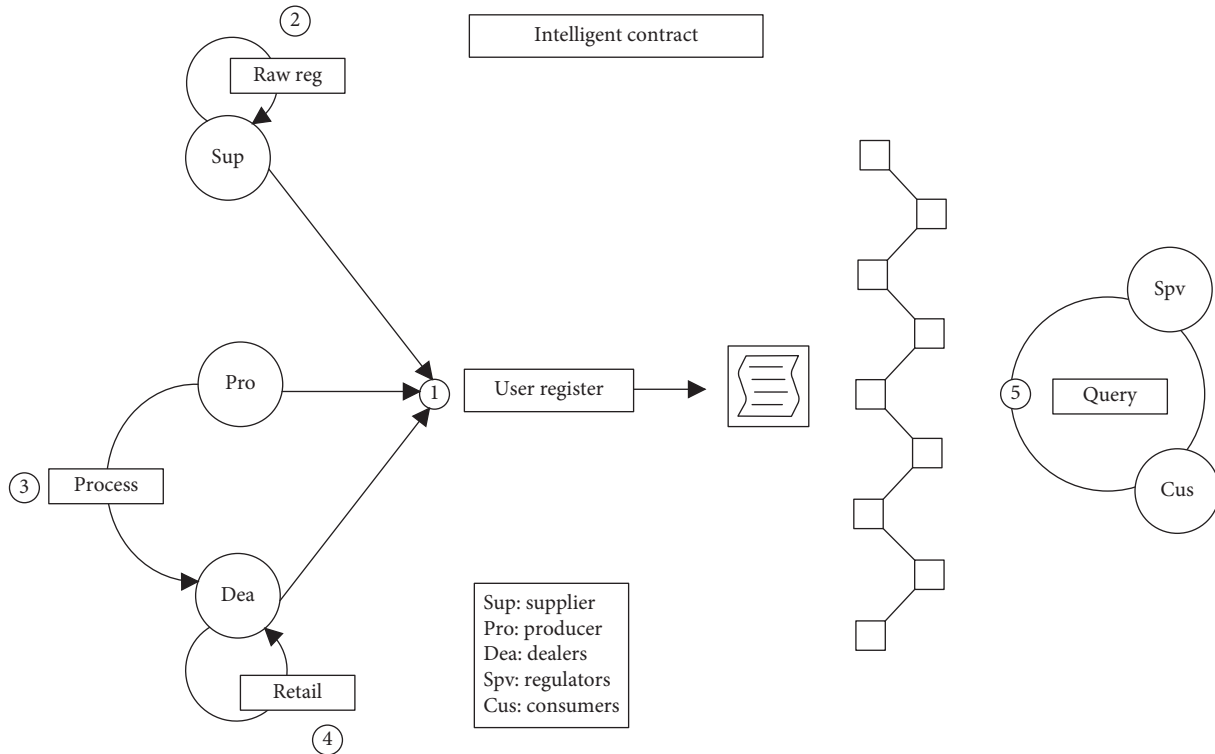 2
Intelligent contract
Raw reg
Sup
Spv
Pro
1
User register
5
Query
3
Process
Cus
Dea
Sup: supplier
Pro: producer
Dea: dealers
Spv: regulators
Cus: consumers
Retail
4